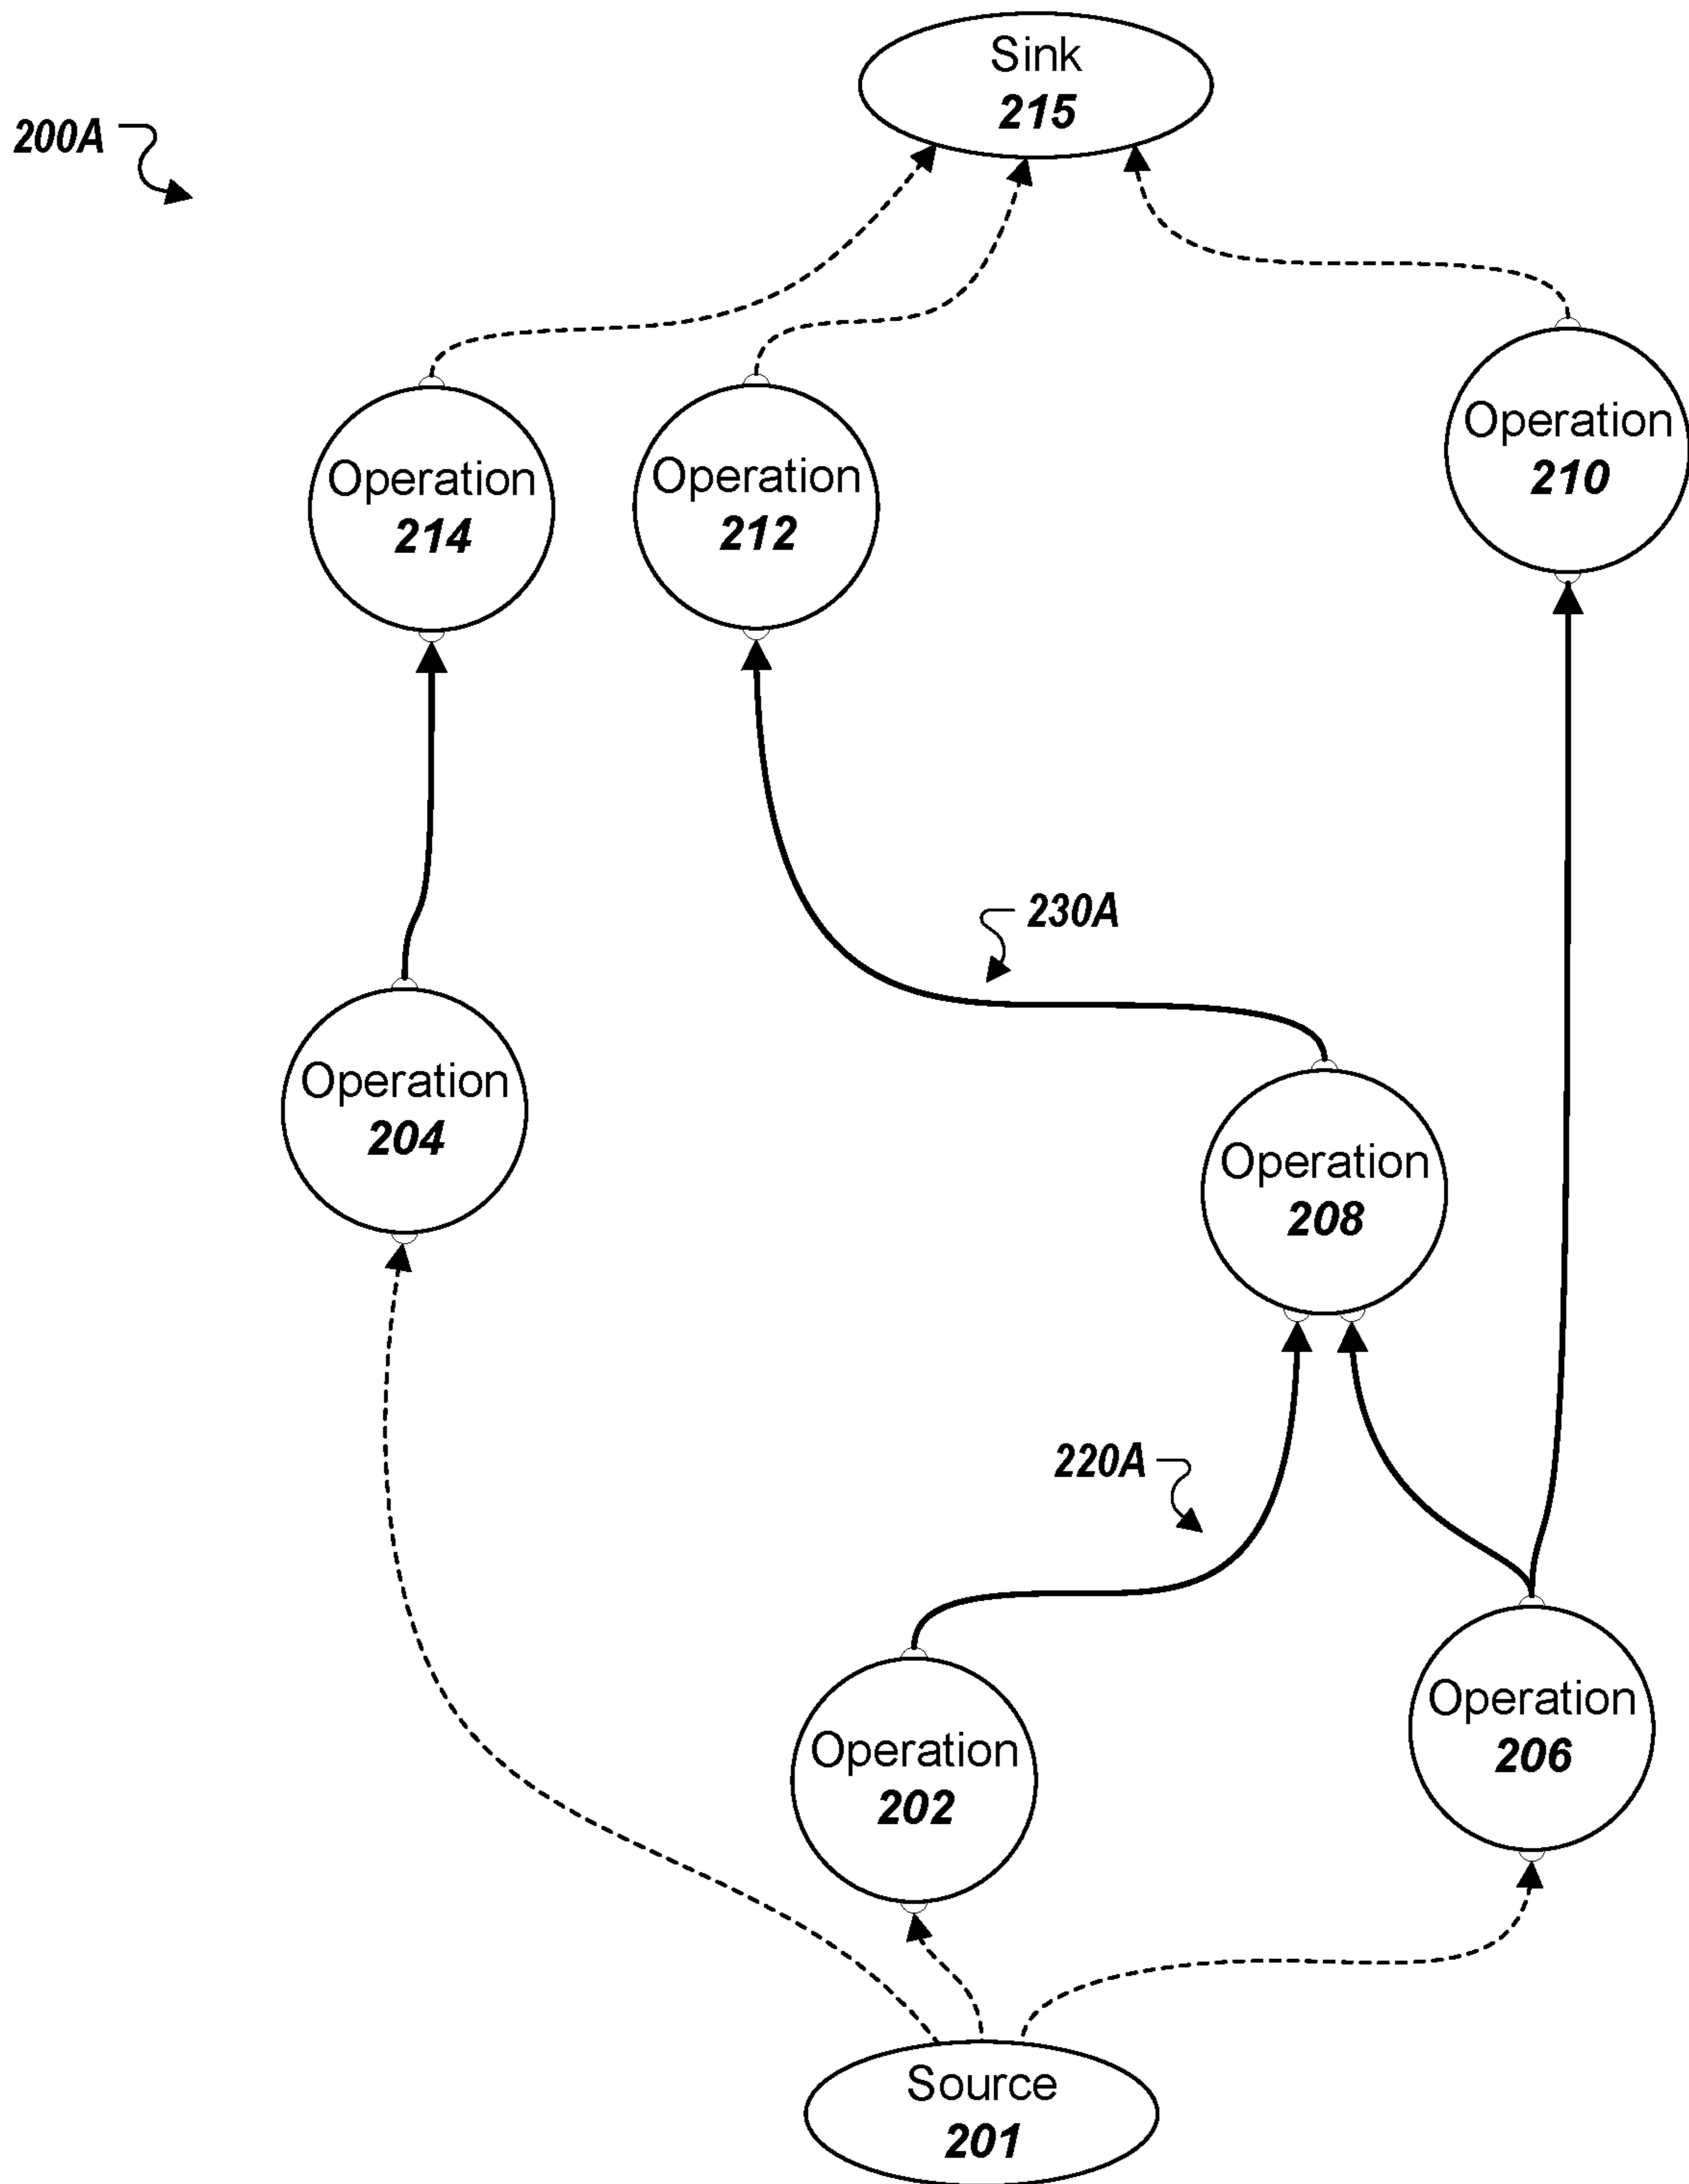 Sink
215
200A
Operation
214
Operation
212
Operation
210
230A
Operation
204
Operation
208
220A
Operation
202
Operation
206
Source
201